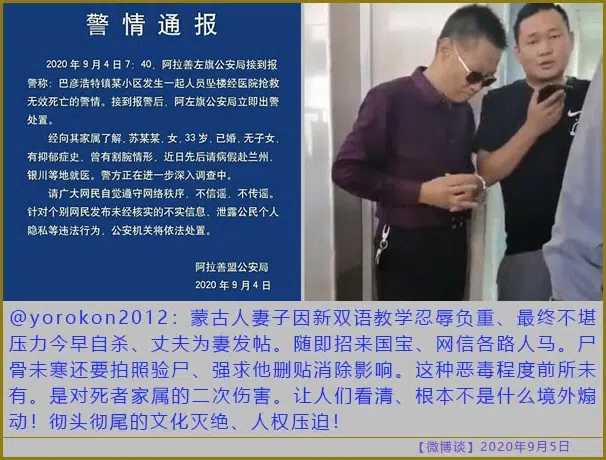 警情通报
2020年9月4日7:40，阿拉善左旗公安局接到报
警称：巴彦浩特镇某小区发生一起人员坠楼经医院抢救
无效死亡的警情。接到报警后，阿左旗公安局立即出警
处置。
经向其家属了解，苏某某，女，33岁，已婚，无子女，
有抑郁症史，曾有割腕情形，近日先后请病假赴兰州、
银川等地就医。警方正在进一步深入调查中。
请广大网民自觉遵守网络秩序，不信谣、不传谣。
针对个别网民发布未经核实的不实信息、泄露公民个人
隐私等违法行为，公安机关将依法处置。
阿拉善盟公安局
2020年9月4日
@yorokon2012：蒙古人妻子因新双语教学忍辱负重、最终不堪
压力今早自杀、丈夫为妻发帖。随即招来国宝、网信各路人马。尸
骨未寒还要拍照验尸、强求他删贴消除影响。这种恶毒程度前所未
有。是对死者家属的二次伤害。让人们看清、根本不是什么境外煽
动！彻头彻尾的文化灭绝、人权压迫！
【微博谈】2020年9月5日